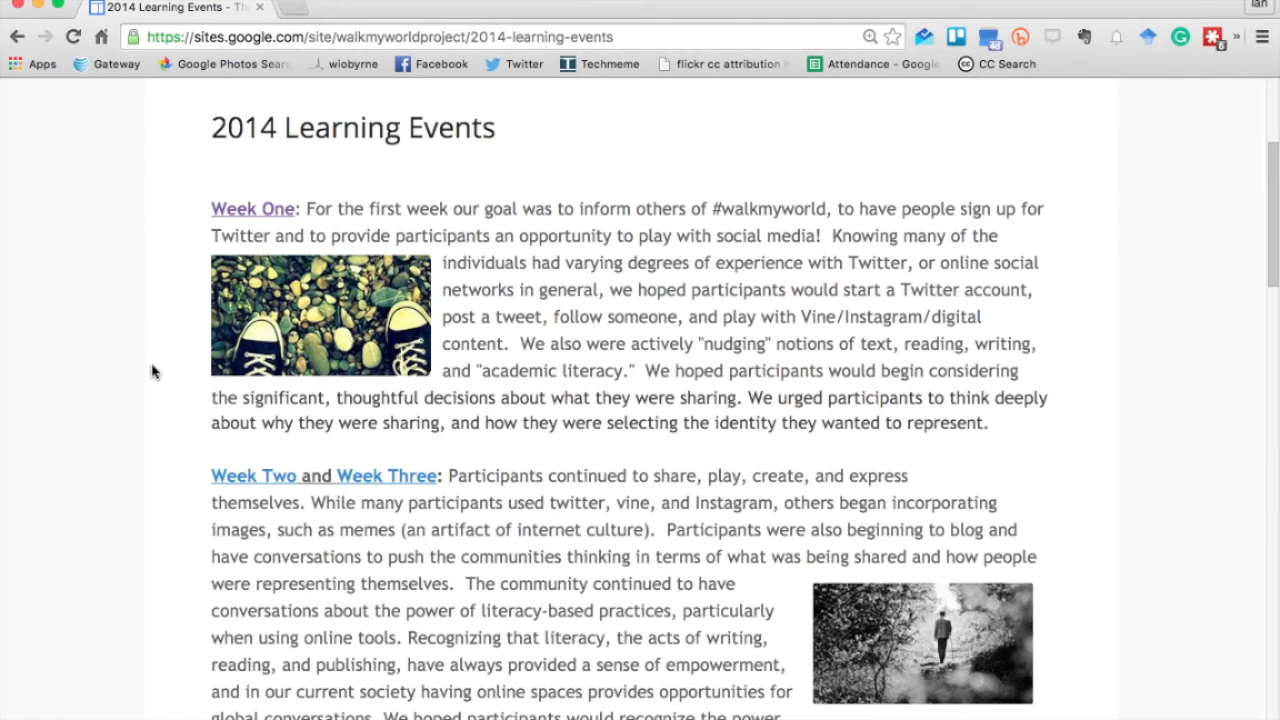 2014 Learning Events - Th
Ian
https://sites.google.com/site/walkmyworldproject/2014-learning-events
Apps Gateway Google Photos Sear wiobyrne Facebook Twitter Techmeme flickr cc attribution Attendance - Google CC Search
2014 Learning Events
Week One: For the first week our goal was to inform others of #walkmyworld, to have people sign up for
Twitter and to provide participants an opportunity to play with social media! Knowing many of the
individuals had varying degrees of experience with Twitter, or online social
networks in general, we hoped participants would start a Twitter account,
post a tweet, follow someone, and play with Vine/Instagram/digital
content. We also were actively "nudging" notions of text, reading, writing,
and "academic literacy." We hoped participants would begin considering
the significant, thoughtful decisions about what they were sharing. We urged participants to think deeply
about why they were sharing, and how they were selecting the identity they wanted to represent.
Week Two and Week Three: Participants continued to share, play, create, and express
themselves. While many participants used twitter, vine, and Instagram, others began incorporating
images, such as memes (an artifact of internet culture). Participants were also beginning to blog and
have conversations to push the communities thinking in terms of what was being shared and how people
were representing themselves. The community continued to have
conversations about the power of literacy-based practices, particularly
when using online tools. Recognizing that literacy, the acts of writing,
reading, and publishing, have always provided a sense of empowerment,
and in our current society having online spaces provides opportunities for
global conversations. We hoped participants would recognize the power